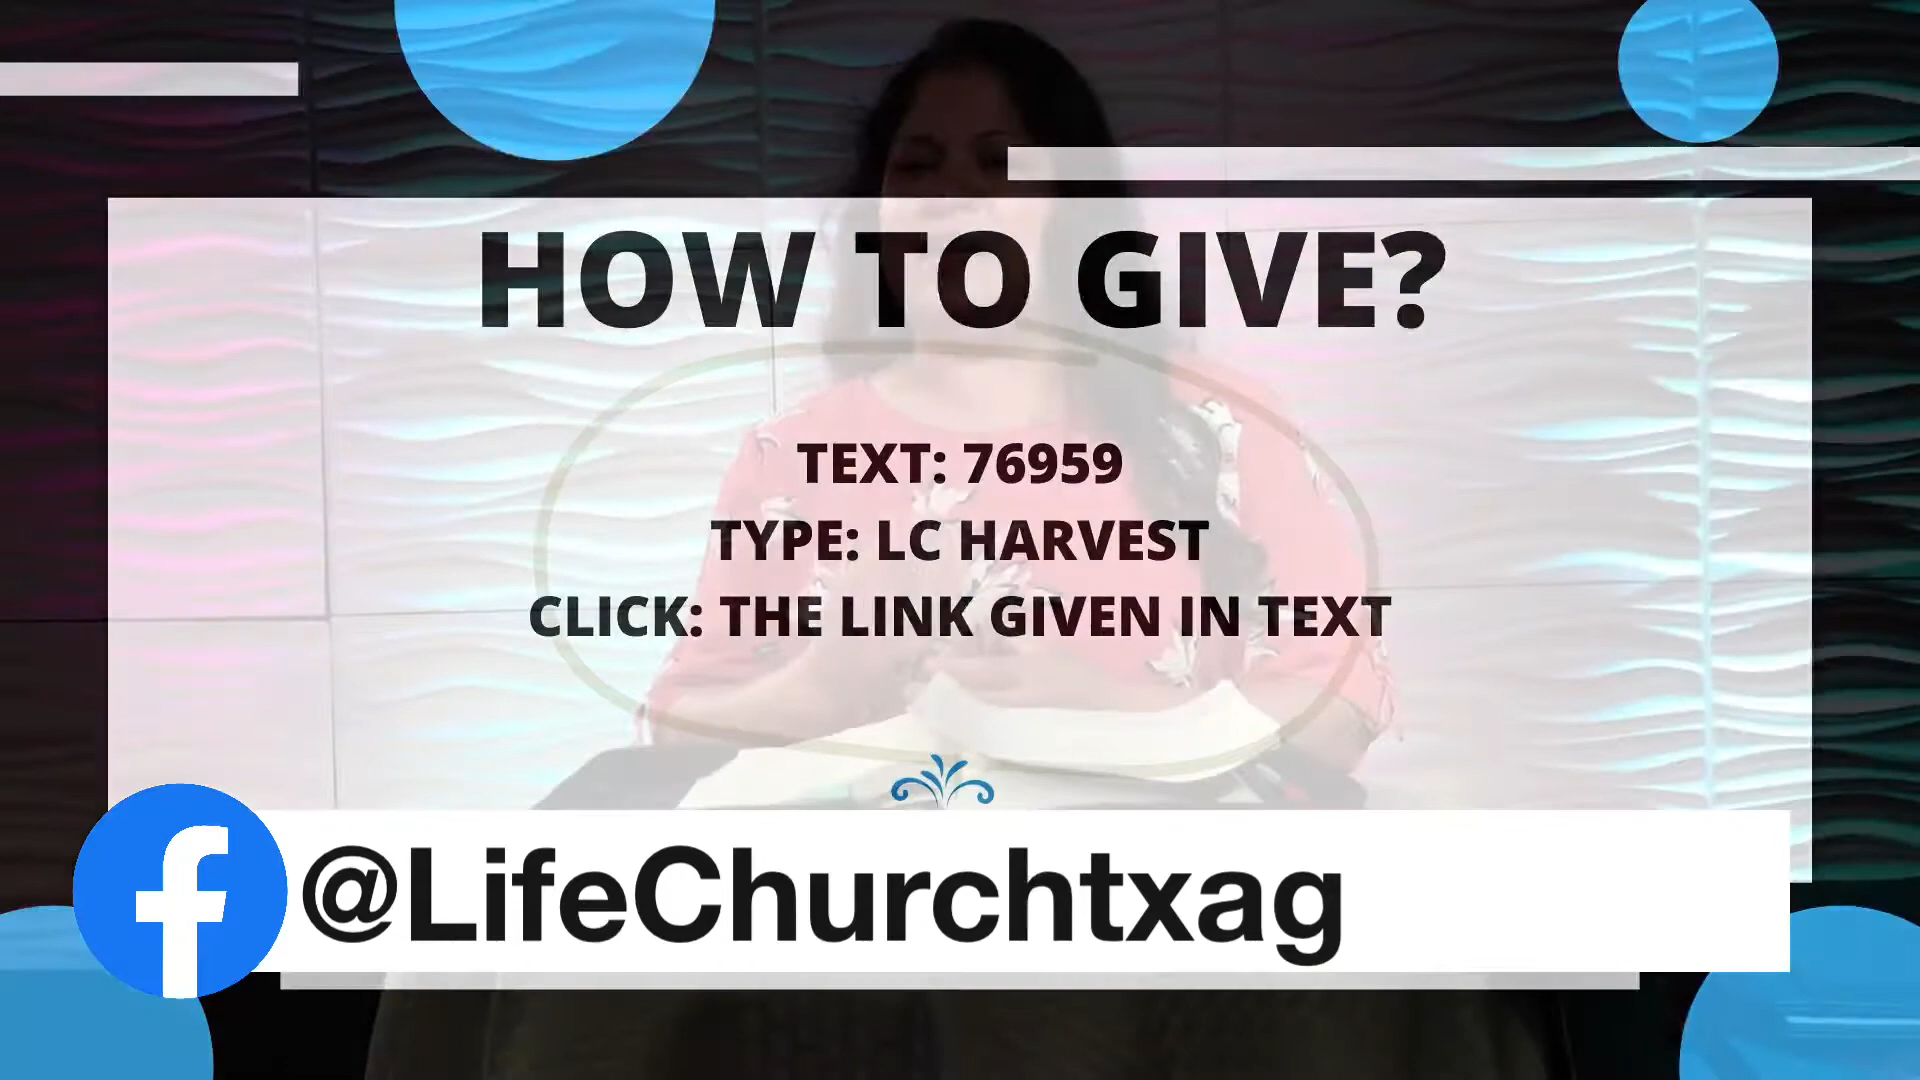 HOW TO GIVE?
TEXT: 76959
TYPE: LC HARVEST
CLICK: THE LINK GIVEN IN TEXT
@LifeChurchtxag